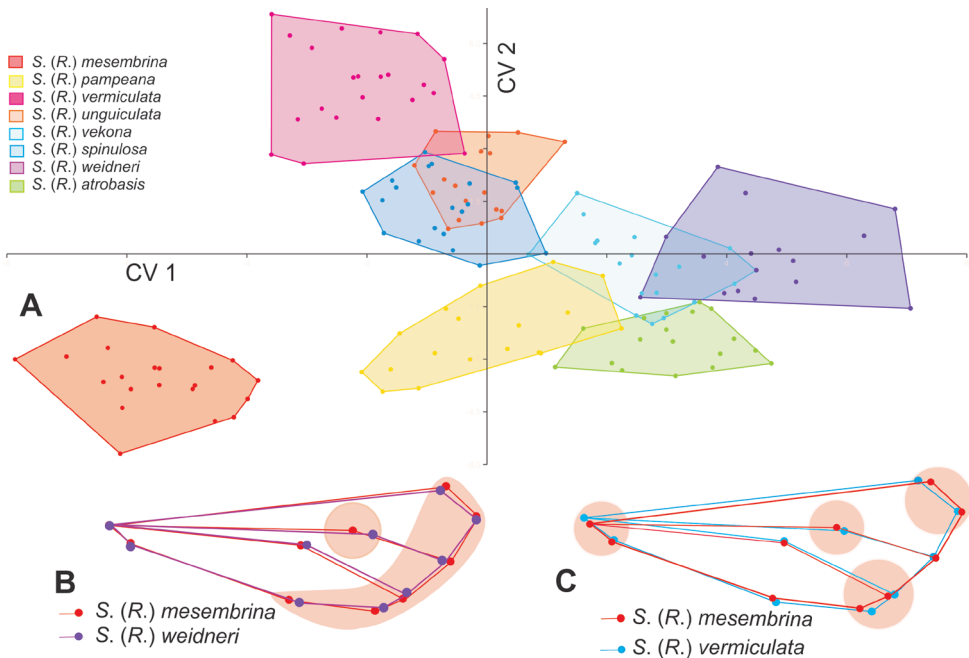 CV 2
S. (R.) mesembrina
S. (R.) pampeana
S. (R.) vermiculata
S. (R.) unguiculata
S. (R.) vekona
S. (R.) spinulosa
S. (R.) weidneri
S. (R.) atrobasis
CV 1
A
B
S. (R.) mesembrina
S. (R.) weidneri
C
S. (R.) mesembrina
S. (R.) vermiculata